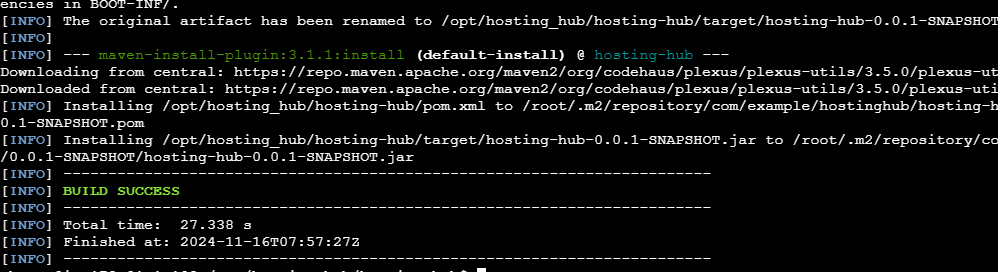 encies in BOOT-INF/.
[INFO] The original artifact has been renamed to /opt/hosting_hub/hosting-hub/target/hosting-hub-0.0.1-SNAPSHOT
[INFO]
[INFO] --- maven-install-plugin:3.1.1:install (default-install) @ hosting-hub ---
Downloading from central: https://repo.maven.apache.org/maven2/org/codehaus/plexus/plexus-utils/3.5.0/plexus-ut
Downloaded from central: https://repo.maven.apache.org/maven2/org/codehaus/plexus/plexus-utils/3.5.0/plexus-uti
[INFO] Installing /opt/hosting_hub/hosting-hub/pom.xml to /root/.m2/repository/com/example/hostinghub/hosting-h
0.1-SNAPSHOT.pom
[INFO] Installing /opt/hosting_hub/hosting-hub/target/hosting-hub-0.0.1-SNAPSHOT.jar to /root/.m2/repository/co
/0.0.1-SNAPSHOT/hosting-hub-0.0.1-SNAPSHOT.jar
[INFO] ------------------------------------------------------------------------
[INFO] BUILD SUCCESS
[INFO] ------------------------------------------------------------------------
[INFO] Total time:  27.338 s
[INFO] Finished at: 2024-11-16T07:57:27Z
[INFO] ------------------------------------------------------------------------